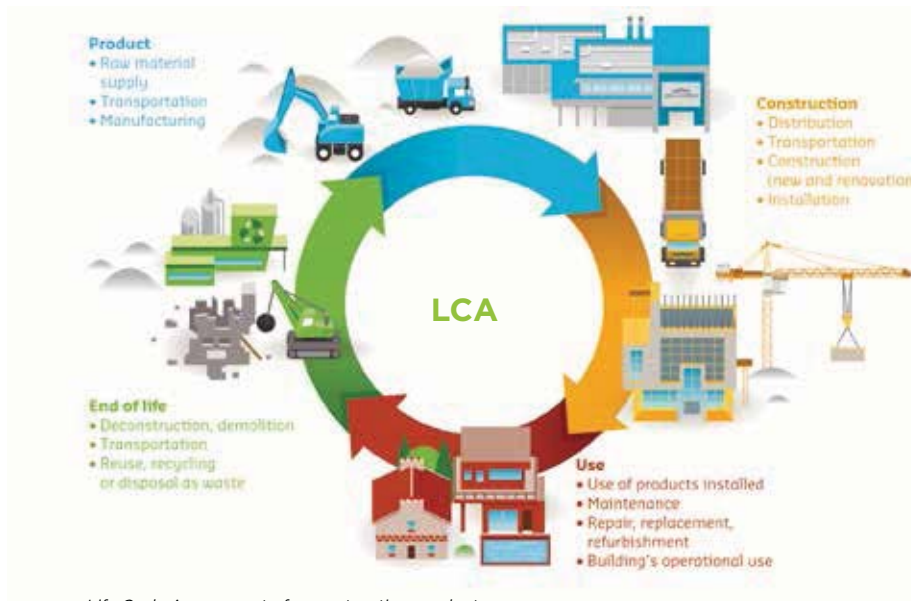 Product
• Raw material
supply
• Transportation
• Manufacturing
Construction
• Distribution
• Transportation
• Construction
(new and renovation
• Installation
LCA
End of life
• Deconstruction, demolition
• Transportation
• Reuse, recycling
or disposal as waste
Use
• Use of products installed
• Maintenance
• Repair, replacement,
refurbishment
• Building's operational use